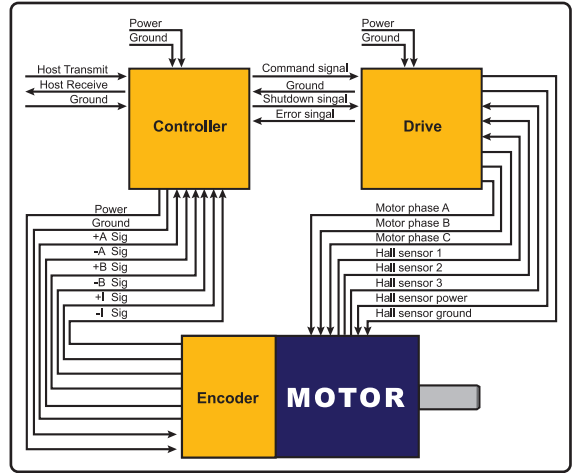 Power
Ground
Power
Ground
Host Transmit
Host Receive
Ground
Command signal
Ground
Shutdown singal
Error singal
Controller
Drive
Power
Ground
+A Sig
-A Sig
+B Sig
-B Sig
+I Sig
-I Sig
Motor phase A
Motor phase B
Motor phase C
Hall sensor 1
Hall sensor 2
Hall sensor 3
Hall sensor power
Hall sensor ground
Encoder
MOTOR